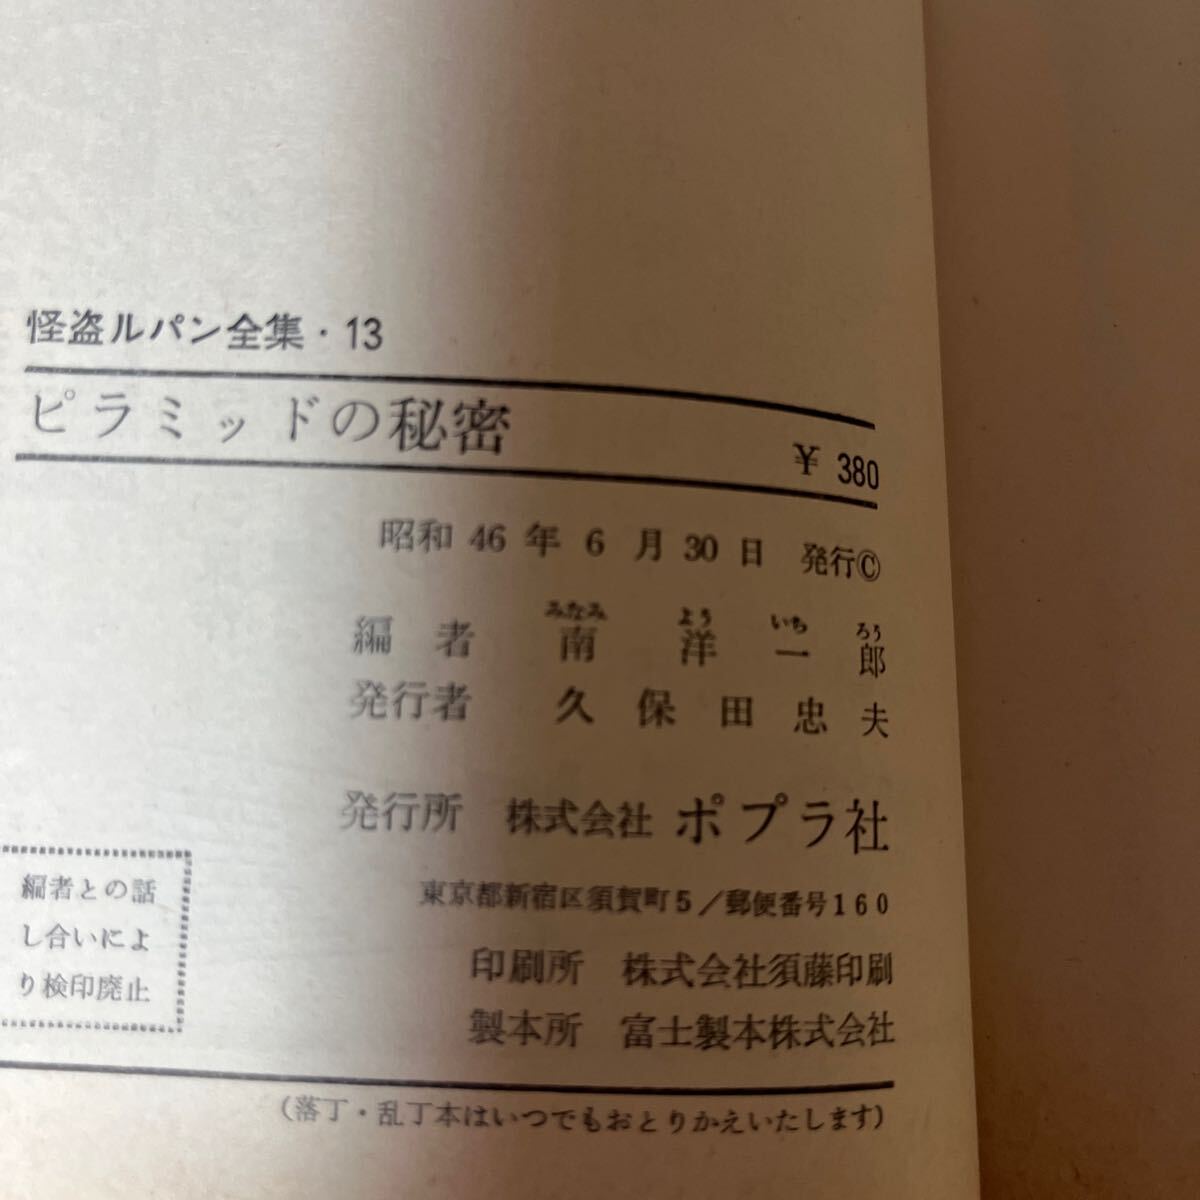 怪盗ルパン全集・13
ピラミッドの秘密
¥ 380
昭和 46 年 6 月 30 日 発行Ⓒ
みなみ よう いち ろう
編者 南洋一郎
発行者 久保田忠夫
発行所 株式会社 ポプラ社
東京都新宿区須賀町5/郵便番号160
印刷所 株式会社須藤印刷
製本所 富士製本株式会社
編者との話
し合いによ
り検印廃止
(落丁・乱丁本はいつでもおとりかえいたします)